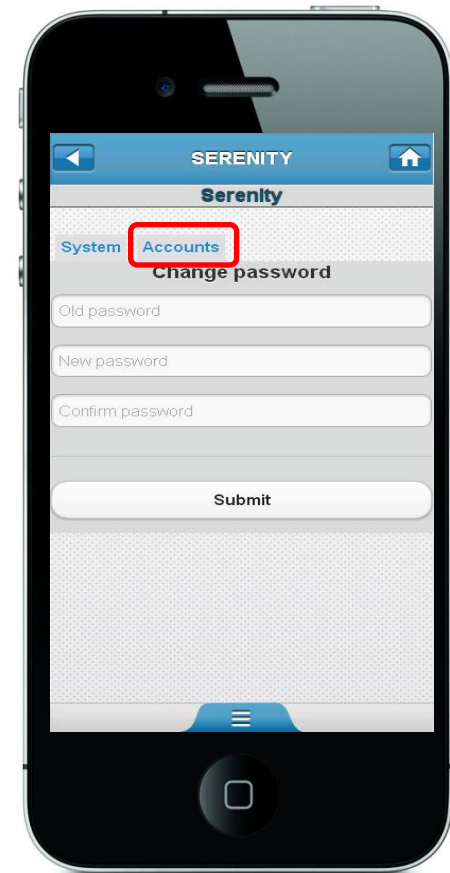 SERENITY
Serenity
System Accounts
Change password
Old password
New password
Confirm password
Submit